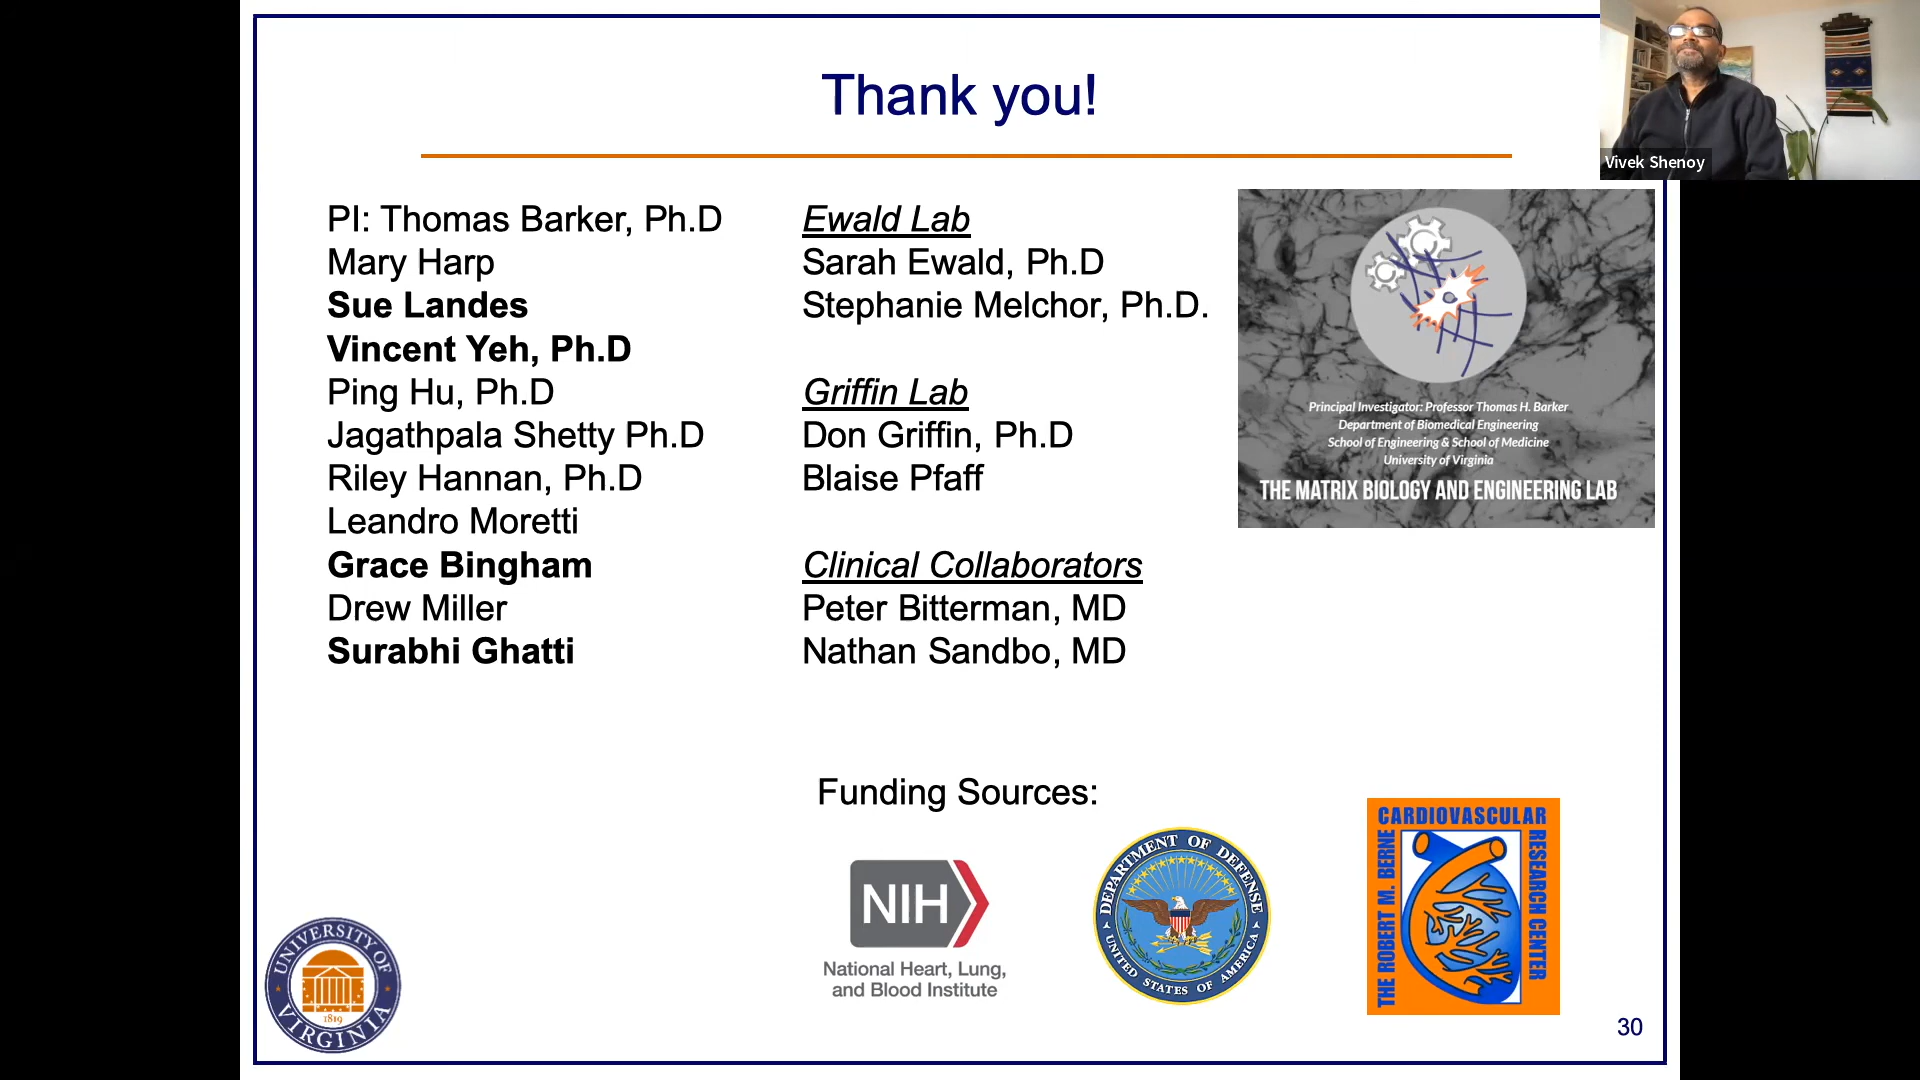 Thank you!
Vivek Shenoy
PI: Thomas Barker, Ph.D
Mary Harp
Sue Landes
Vincent Yeh, Ph.D
Ping Hu, Ph.D
Jagathpala Shetty Ph.D
Riley Hannan, Ph.D
Leandro Moretti
Grace Bingham
Drew Miller
Surabhi Ghatti
Ewald Lab
Sarah Ewald, Ph.D
Stephanie Melchor, Ph.D.
Griffin Lab
Don Griffin, Ph.D
Blaise Pfaff
Clinical Collaborators
Peter Bitterman, MD
Nathan Sandbo, MD
Principal Investigator: Professor Thomas H. Barker
Department of Biomedical Engineering
School of Engineering & School of Medicine
University of Virginia
THE MATRIX BIOLOGY AND ENGINEERING LAB
Funding Sources:
NIH
National Heart, Lung,
and Blood Institute
DEPARTMENT OF DEFENSE
UNITED STATES OF AMERICA
THE ROBERT M. BERNE
CARDIOVASCULAR
RESEARCH CENTER
UNIVERSITY OF
VIRGINIA
1819
30